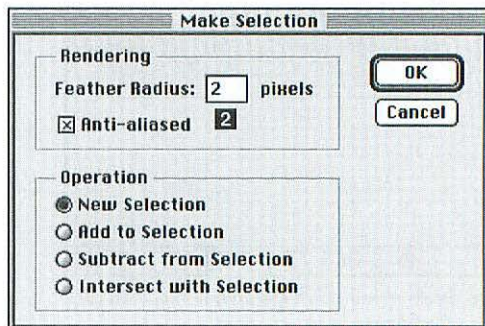 Make Selection
Rendering
Feather Radius: 2 pixels
Anti-aliased
2
OK
Cancel
Operation
New Selection
Add to Selection
Subtract from Selection
Intersect with Selection